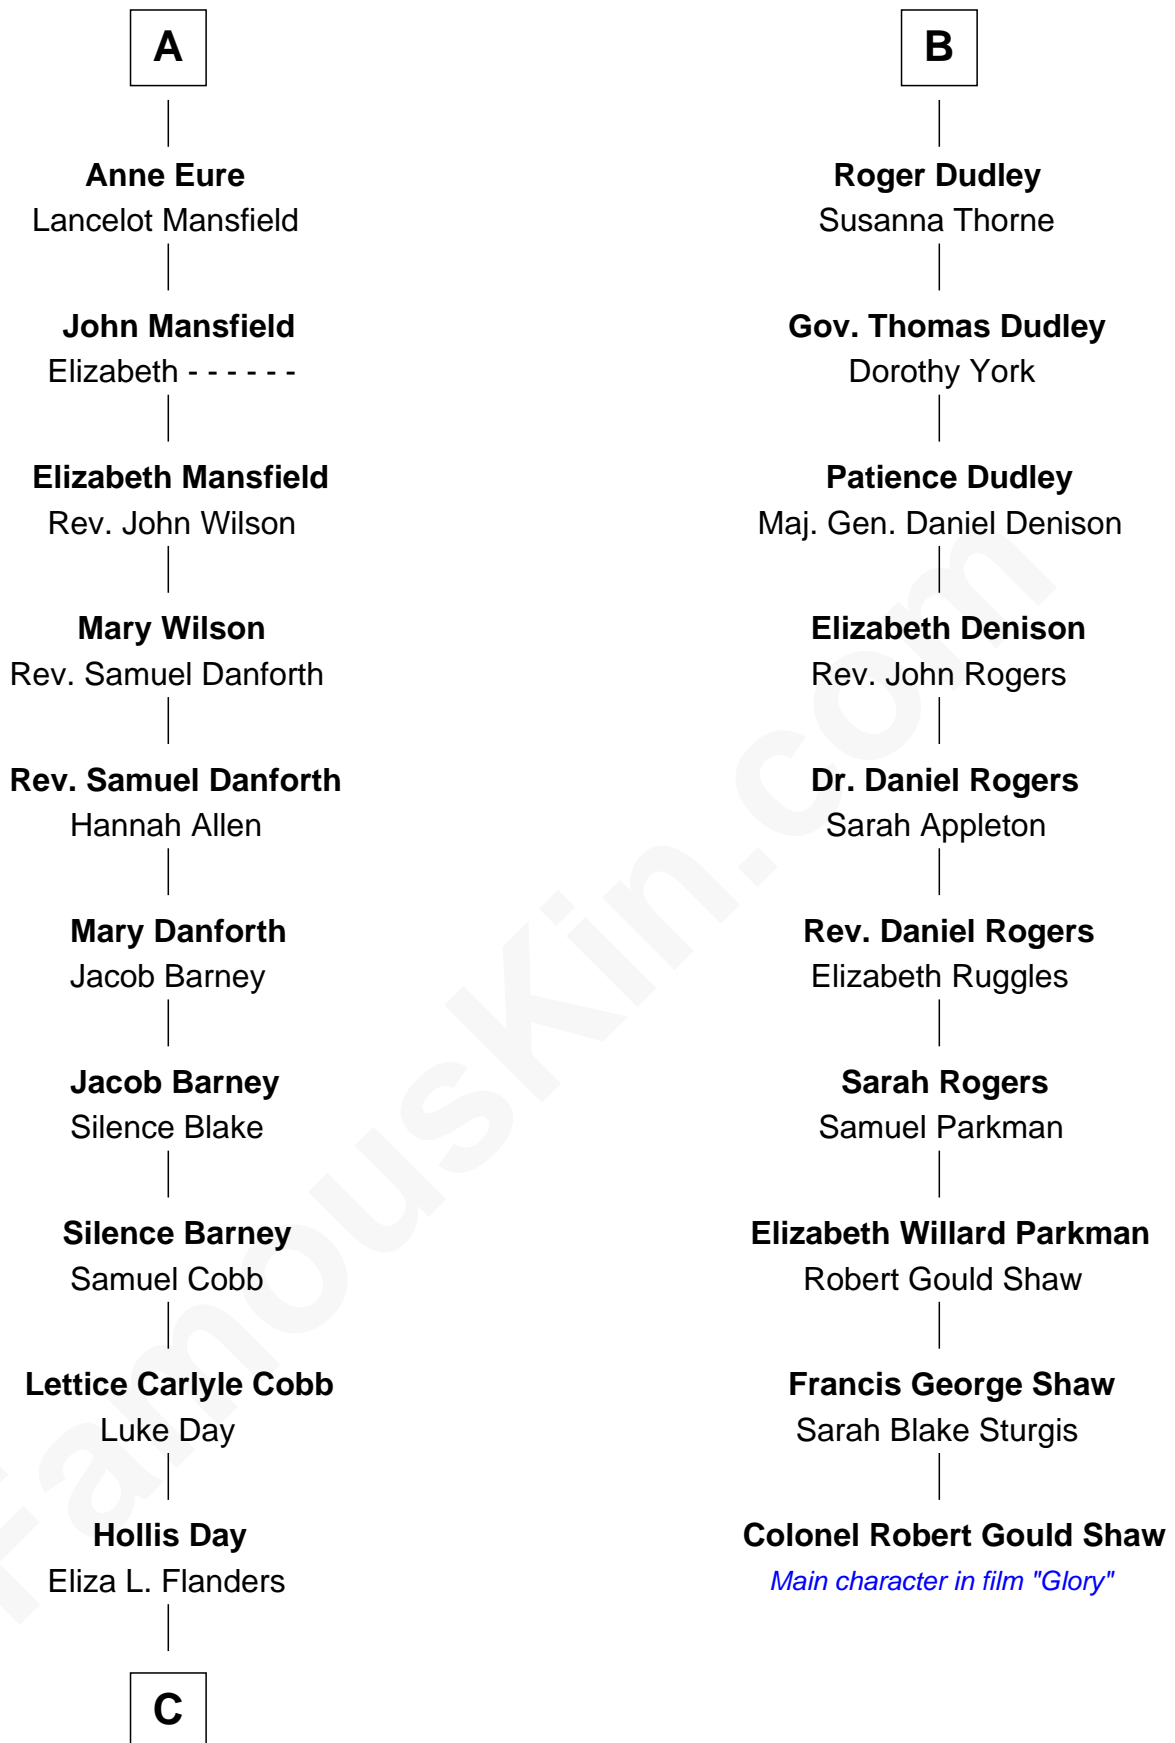 A
Anne Eure
Lancelot Mansfield
John Mansfield
Elizabeth - - - - - -
Elizabeth Mansfield
Rev. John Wilson
Mary Wilson
Rev. Samuel Danforth
Rev. Samuel Danforth
Hannah Allen
Mary Danforth
Jacob Barney
Jacob Barney
Silence Blake
Silence Barney
Samuel Cobb
Lettice Carlyle Cobb
Luke Day
Hollis Day
Eliza L. Flanders
C
B
Roger Dudley
Susanna Thorne
Gov. Thomas Dudley
Dorothy York
Patience Dudley
Maj. Gen. Daniel Denison
Elizabeth Denison
Rev. John Rogers
Dr. Daniel Rogers
Sarah Appleton
Rev. Daniel Rogers
Elizabeth Ruggles
Sarah Rogers
Samuel Parkman
Elizabeth Willard Parkman
Robert Gould Shaw
Francis George Shaw
Sarah Blake Sturgis
Colonel Robert Gould Shaw
Main character in film "Glory"
FamousKin.com